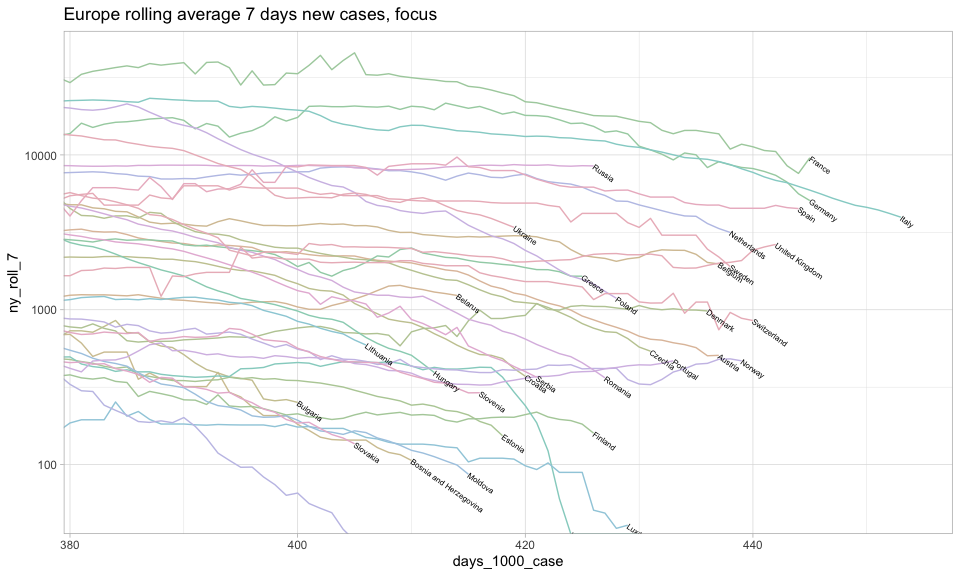 Europe rolling average 7 days new cases, focus
ny_roll_7
10000
1000
100
France
Russia
Germany
Spain
Italy
Ukraine
Netherlands
United Kingdom
Sweden
Belgium
Greece
Poland
Belarus
Denmark
Switzerland
Lithuania
Czechia
Portugal
Austria
Norway
Hungary
Serbia
Croatia
Romania
Slovenia
Bulgaria
Finland
Estonia
Slovakia
Bosnia and Herzegovina
Moldova
380
400
420
440
days_1000_case